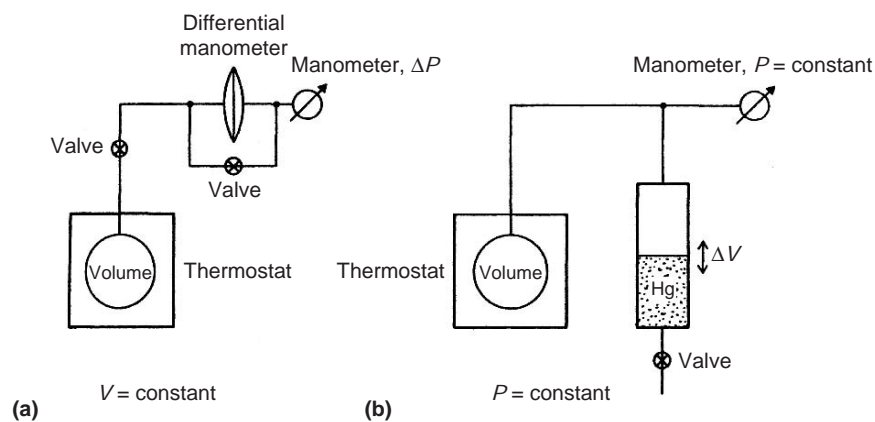 Differential
manometer
Manometer, ΔP
Valve
Valve
Volume
Thermostat
V = constant
(a)
Manometer, P = constant
Thermostat
Volume
ΔV
Hg
Valve
P = constant
(b)